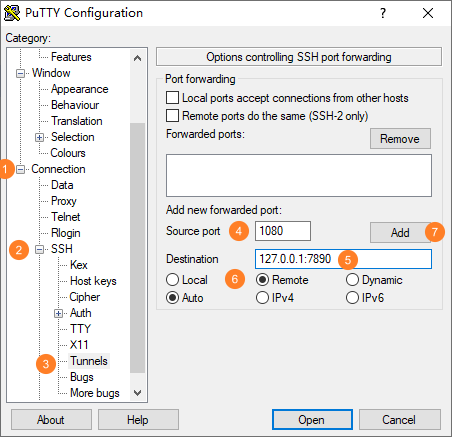 PuTTY Configuration ? ×
Category:
Features
Window
Appearance
Behaviour
Translation
Selection
Colours
1 Connection
Data
Proxy
Telnet
Rlogin
2 SSH
Kex
Host keys
Cipher
Auth
TTY
X11
3 Tunnels
Bugs
More bugs
Options controlling SSH port forwarding
Port forwarding
Local ports accept connections from other hosts
Remote ports do the same (SSH-2 only)
Forwarded ports: Remove
Add new forwarded port:
Source port 4 1080 Add 7
Destination 127.0.0.1:7890 5
Local 6 Remote Dynamic
Auto IPv4 IPv6
About Help Open Cancel